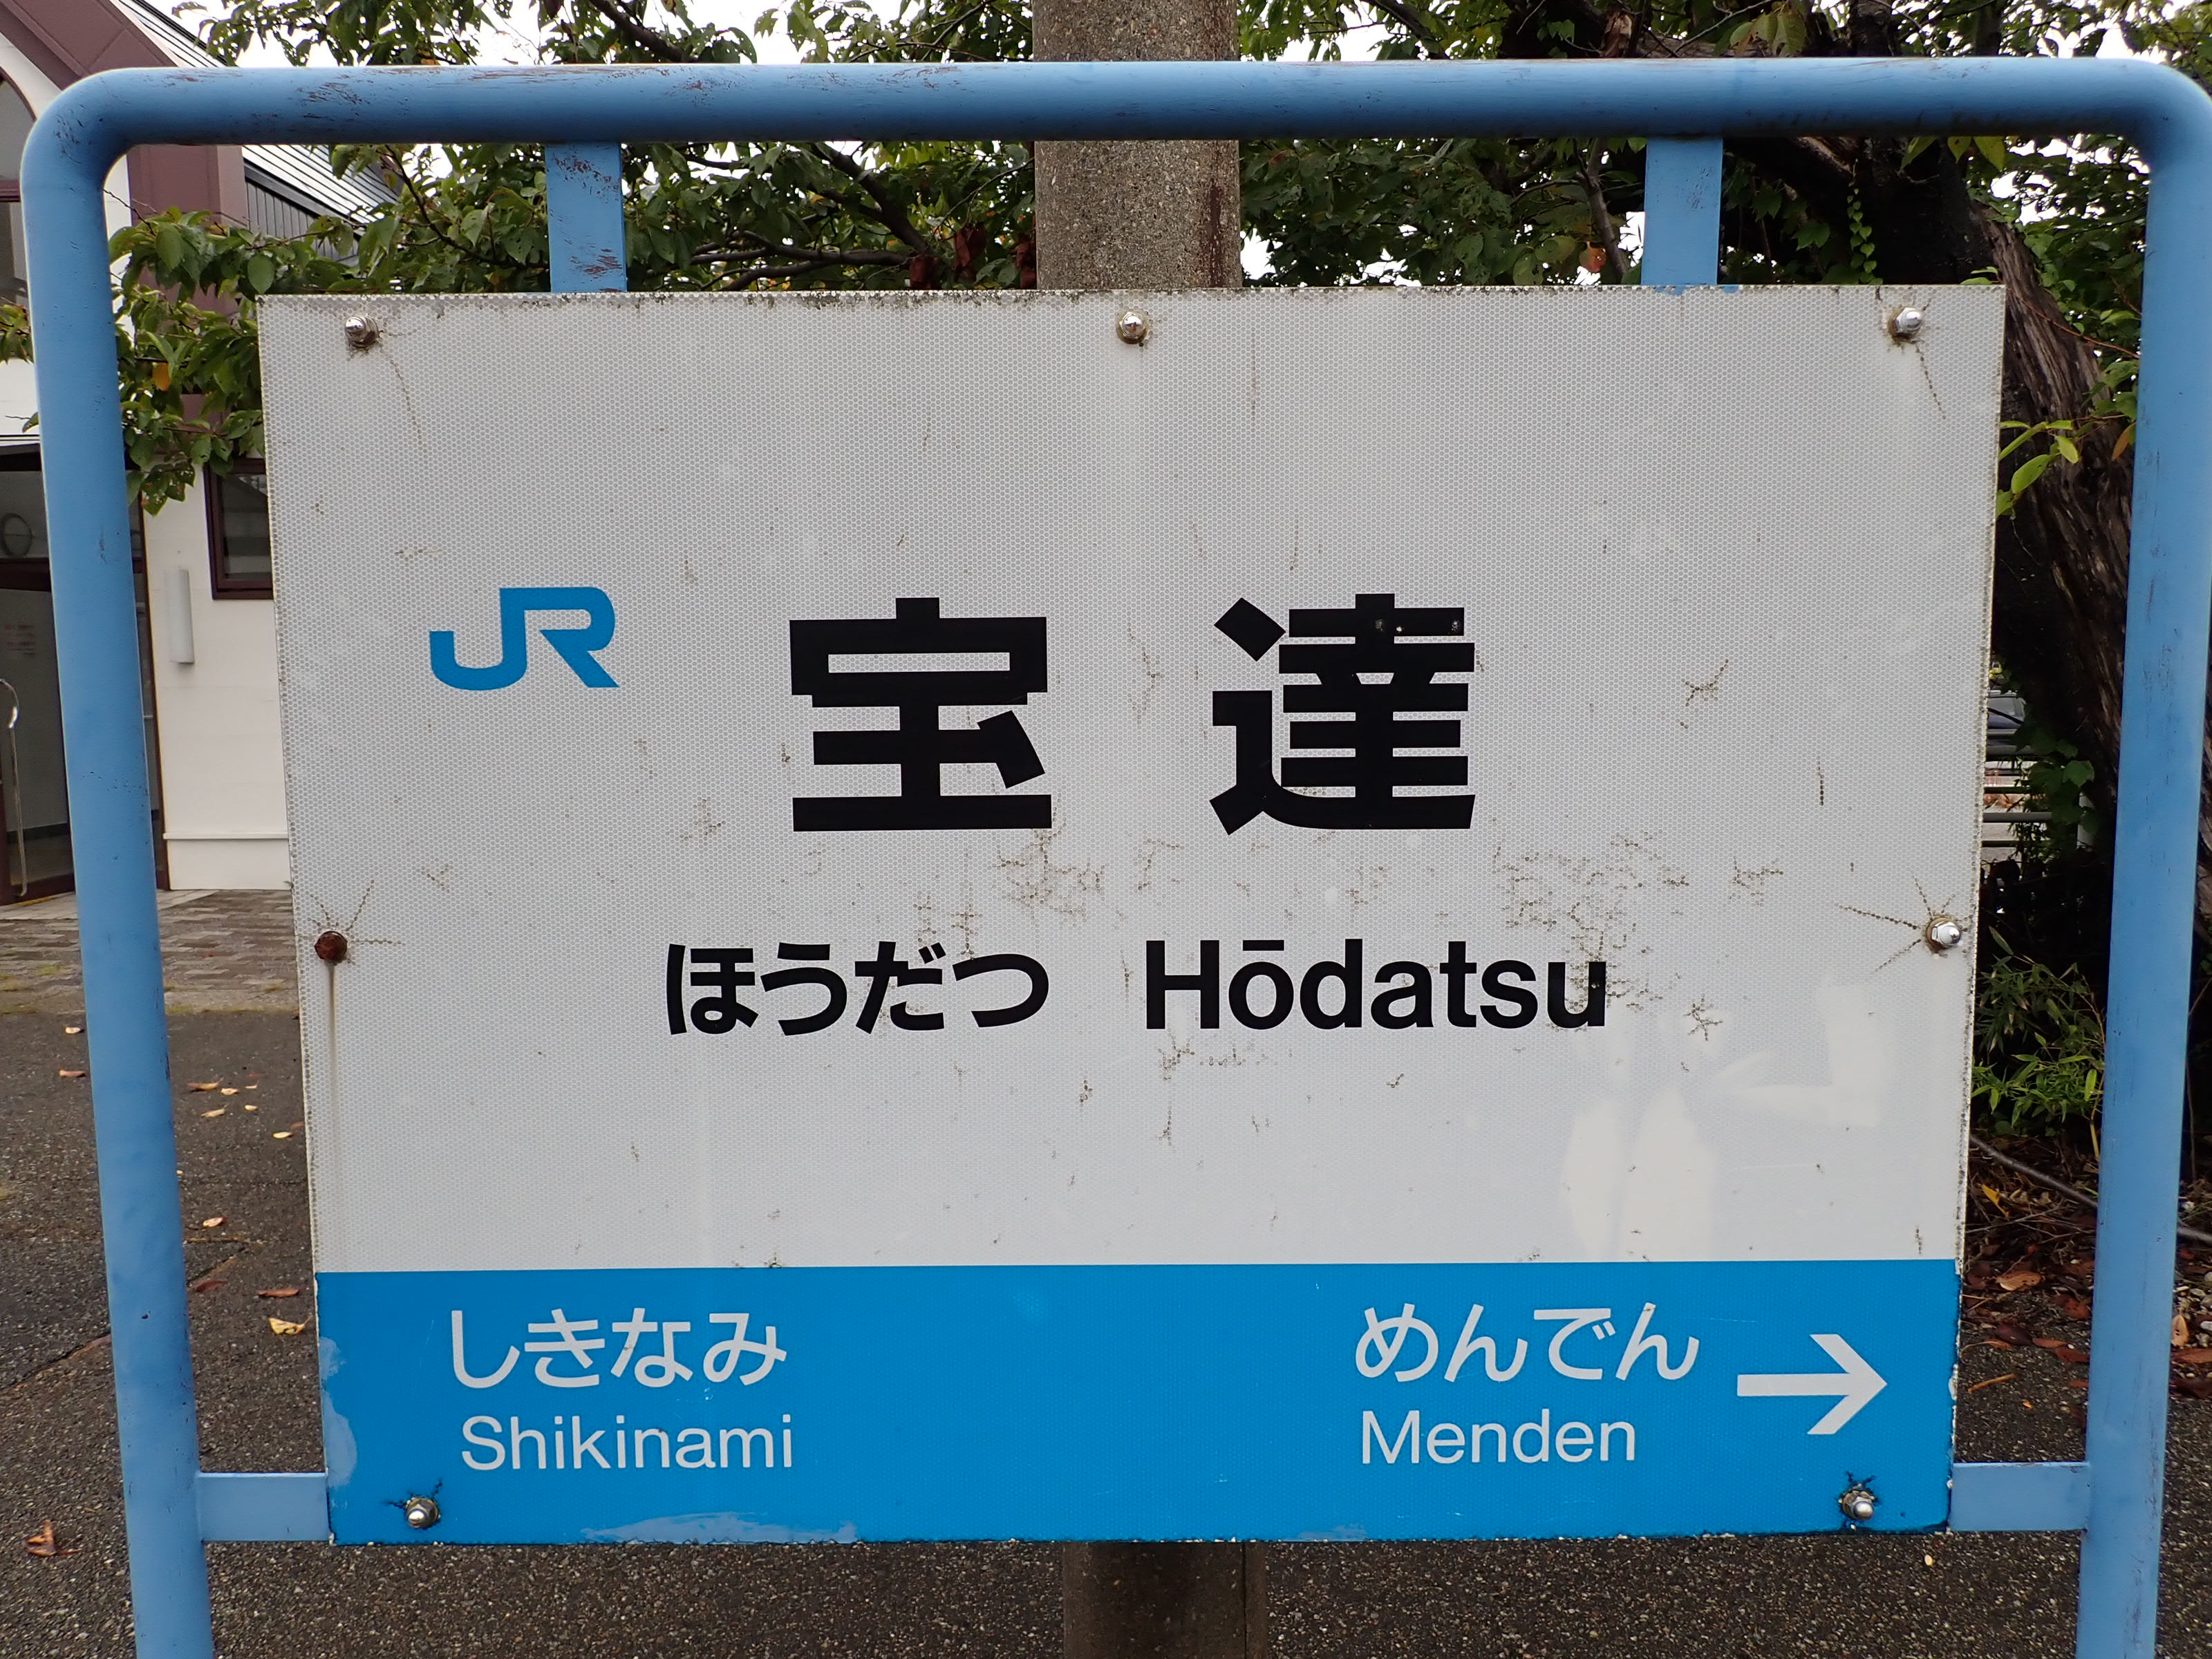 JR 宝達
ほうだつ Hōdatsu
しきなみ めんでん →
Shikinami Menden